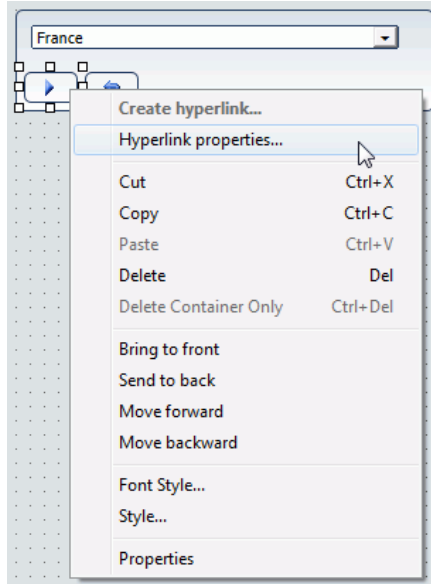 France
Create hyperlink...
Hyperlink properties...
Cut Ctrl+X
Copy Ctrl+C
Paste Ctrl+V
Delete Del
Delete Container Only Ctrl+Del
Bring to front
Send to back
Move forward
Move backward
Font Style...
Style...
Properties